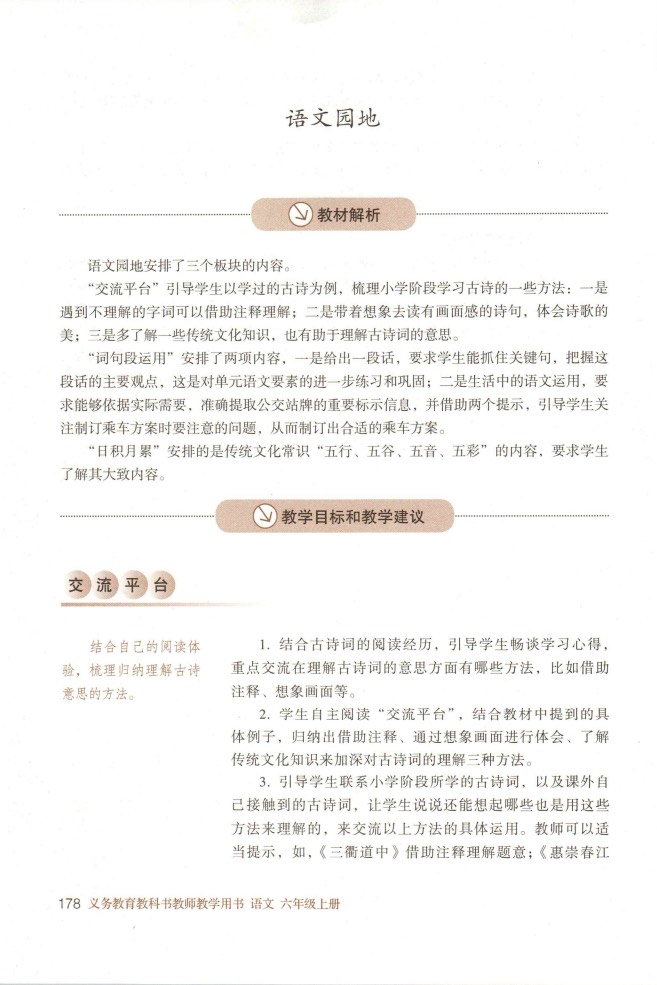 语文园地
教材解析
语文园地安排了三个板块的内容。
“交流平台”引导学生以学过的古诗为例，梳理小学阶段学习古诗的一些方法：一是
遇到不理解的字词可以借助注释理解；二是带着想象去读有画面感的诗句，体会诗歌的
美；三是多了解一些传统文化知识，也有助于理解古诗词的意思。
“词句段运用”安排了两项内容，一是给出一段话，要求学生能抓住关键句，把握这
段话的主要观点，这是对单元语文要素的进一步练习和巩固；二是生活中的语文运用，要
求能够依据实际需要，准确提取公交站牌的重要标示信息，并借助两个提示，引导学生关
注制订乘车方案时要注意的问题，从而制订出合适的乘车方案。
“日积月累”安排的是传统文化常识“五行、五谷、五音、五彩”的内容，要求学生
了解其大致内容。
教学目标和教学建议
交流平台
结合自己的阅读体
验，梳理归纳理解古诗
意思的方法。
1. 结合古诗词的阅读经历，引导学生畅谈学习心得，
重点交流在理解古诗词的意思方面有哪些方法，比如借助
注释、想象画面等。
2. 学生自主阅读“交流平台”，结合教材中提到的具
体例子，归纳出借助注释、通过想象画面进行体会、了解
传统文化知识来加深对古诗词的理解三种方法。
3. 引导学生联系小学阶段所学的古诗词，以及课外自
己接触到的古诗词，让学生说说还能想起哪些也是用这些
方法来理解的，来交流以上方法的具体运用。教师可以适
当提示，如，《三衢道中》借助注释理解题意；《惠崇春江
178 义务教育教科书教师教学用书 语文 六年级上册